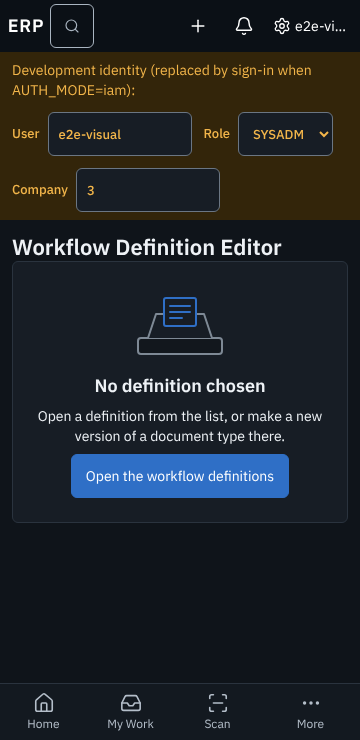 ERP
e2e-vi...
Development identity (replaced by sign-in when
AUTH_MODE=iam):
User e2e-visual Role SYSADM
Company 3
Workflow Definition Editor
No definition chosen
Open a definition from the list, or make a new
version of a document type there.
Open the workflow definitions
Home My Work Scan More